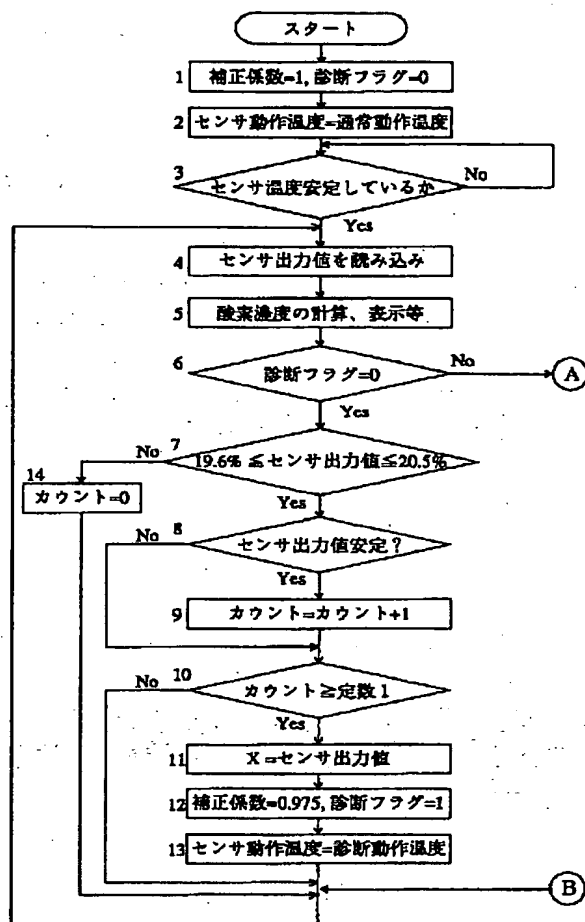 スタート
1 補正係数=1, 診断フラグ=0
2 センサ動作温度=通常動作温度
3 センサ温度安定しているか No
Yes
4 センサ出力値を読み込み
5 酸素濃度の計算、表示等
6 診断フラグ=0 No A
Yes
No 7 19.6% ≦センサ出力値≦20.5%
14 カウント=0
Yes
No 8 センサ出力値安定？
Yes
9 カウント=カウント+1
No 10 カウント≧定数1
Yes
11 X=センサ出力値
12 補正係数=0.975, 診断フラグ=1
13 センサ動作温度=診断動作温度
B